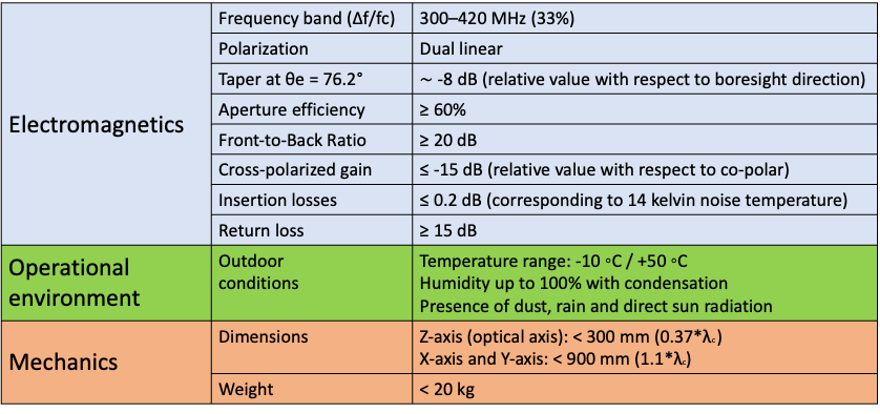 Electromagnetics
Frequency band (Δf/fc)
300–420 MHz (33%)
Polarization
Dual linear
Taper at θe = 76.2°
~ -8 dB (relative value with respect to boresight direction)
Aperture efficiency
≥ 60%
Front-to-Back Ratio
≥ 20 dB
Cross-polarized gain
≤ -15 dB (relative value with respect to co-polar)
Insertion losses
≤ 0.2 dB (corresponding to 14 kelvin noise temperature)
Return loss
≥ 15 dB
Operational
environment
Outdoor
conditions
Temperature range: -10 °C / +50 °C
Humidity up to 100% with condensation
Presence of dust, rain and direct sun radiation
Mechanics
Dimensions
Z-axis (optical axis): < 300 mm (0.37*λc)
X-axis and Y-axis: < 900 mm (1.1*λc)
Weight
< 20 kg